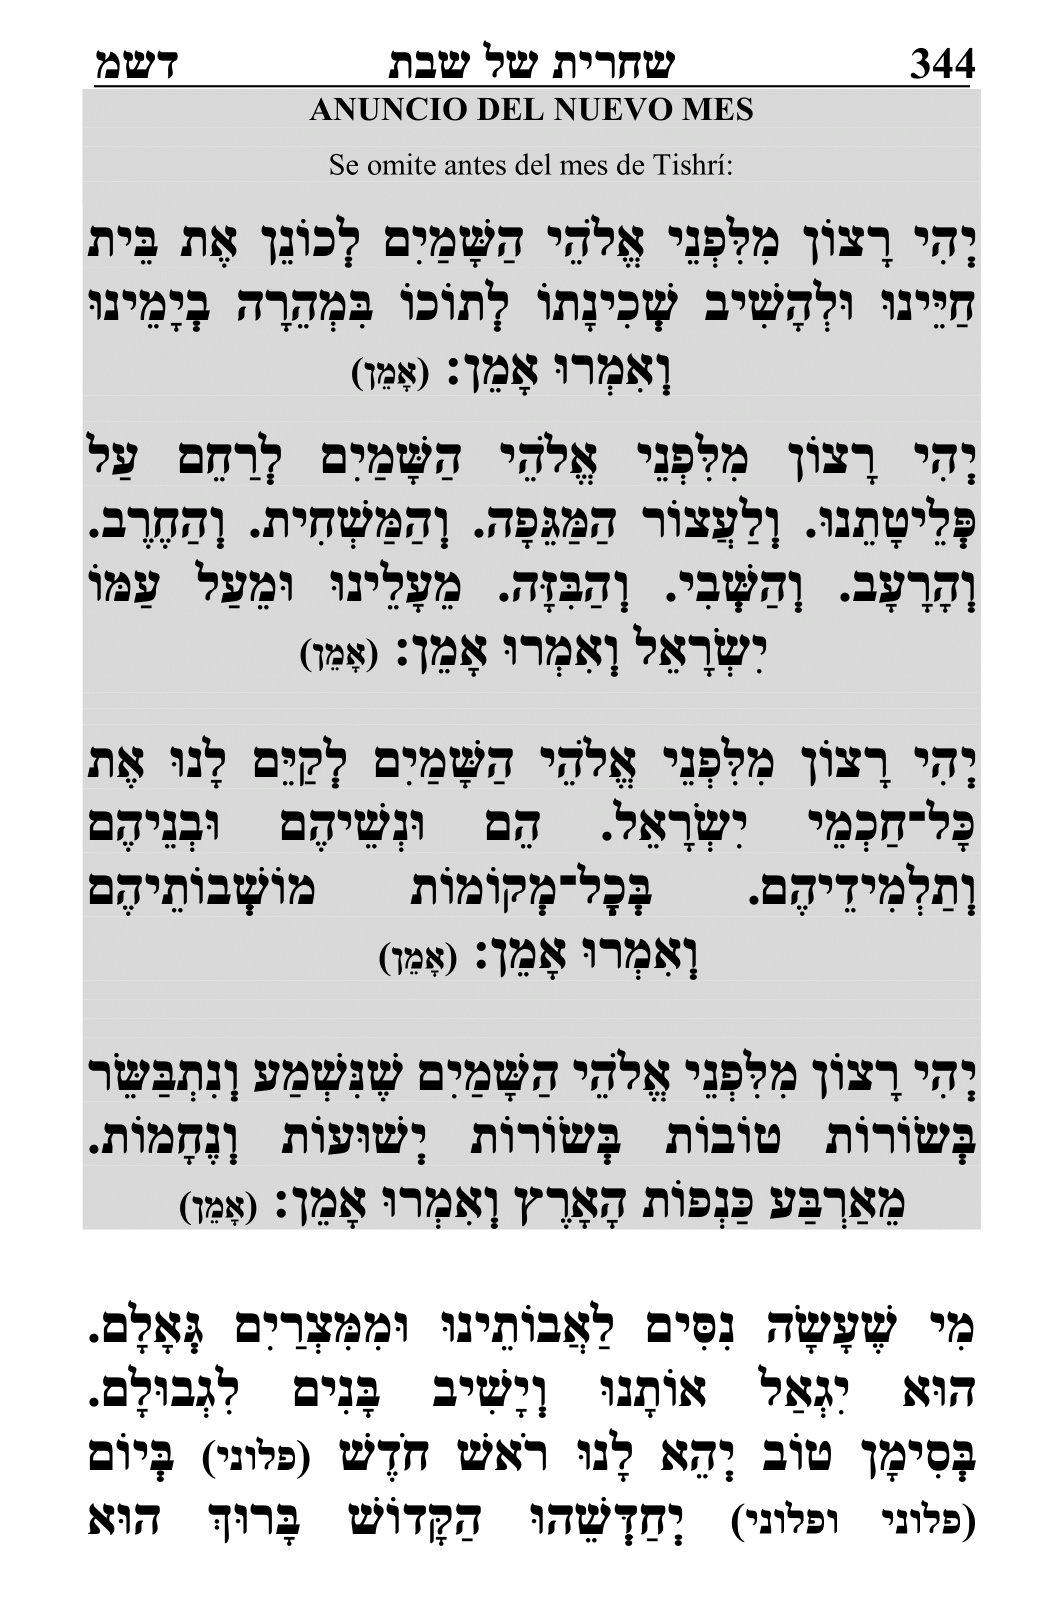 344 שחרית של שבת דשמ
ANUNCIO DEL NUEVO MES
Se omite antes del mes de Tishrí:
יְהִי רָצוֹן מִלִּפְנֵי אֱלֹהֵי הַשָּׁמַיִם לְכוֹנֵן אֶת בֵּית
חַיֵּינוּ וּלְהָשִׁיב שְׁכִינָתוֹ לְתוֹכוֹ בִּמְהֵרָה בְיָמֵינוּ
וְאִמְרוּ אָמֵן: (אָמֵן)
יְהִי רָצוֹן מִלִּפְנֵי אֱלֹהֵי הַשָּׁמַיִם לְרַחֵם עַל
פְּלֵיטָתֵנוּ. וְלַעֲצוֹר הַמַּגֵּפָה. וְהַמַּשְׁחִית. וְהַחֶרֶב.
וְהָרָעָב. וְהַשְּׁבִי. וְהַבִּזָּה. מֵעָלֵינוּ וּמֵעַל עַמּוֹ
יִשְׂרָאֵל וְאִמְרוּ אָמֵן: (אָמֵן)
יְהִי רָצוֹן מִלִּפְנֵי אֱלֹהֵי הַשָּׁמַיִם לְקַיֵּם לָנוּ אֶת
כָּל־חַכְמֵי יִשְׂרָאֵל. הֵם וּנְשֵׁיהֶם וּבְנֵיהֶם
וְתַלְמִידֵיהֶם. בְּכָל־מְקוֹמוֹת מוֹשְׁבוֹתֵיהֶם
וְאִמְרוּ אָמֵן: (אָמֵן)
יְהִי רָצוֹן מִלִּפְנֵי אֱלֹהֵי הַשָּׁמַיִם שֶׁנִּשְׁמַע וְנִתְבַּשֵּׂר
בְּשׂוֹרוֹת טוֹבוֹת בְּשׂוֹרוֹת יְשׁוּעוֹת וְנֶחָמוֹת.
מֵאַרְבַּע כַּנְפוֹת הָאָרֶץ וְאִמְרוּ אָמֵן: (אָמֵן)
מִי שֶׁעָשָׂה נִסִּים לַאֲבוֹתֵינוּ וּמִמִּצְרַיִם גְּאָלָם.
הוּא יִגְאַל אוֹתָנוּ וְיָשִׁיב בָּנִים לִגְבוּלָם.
בְּסִימָן טוֹב יְהֵא לָנוּ רֹאשׁ חֹדֶשׁ (פלוני) בְּיוֹם
(פלוני ופלוני) יְחַדְּשֵׁהוּ הַקָּדוֹשׁ בָּרוּךְ הוּא